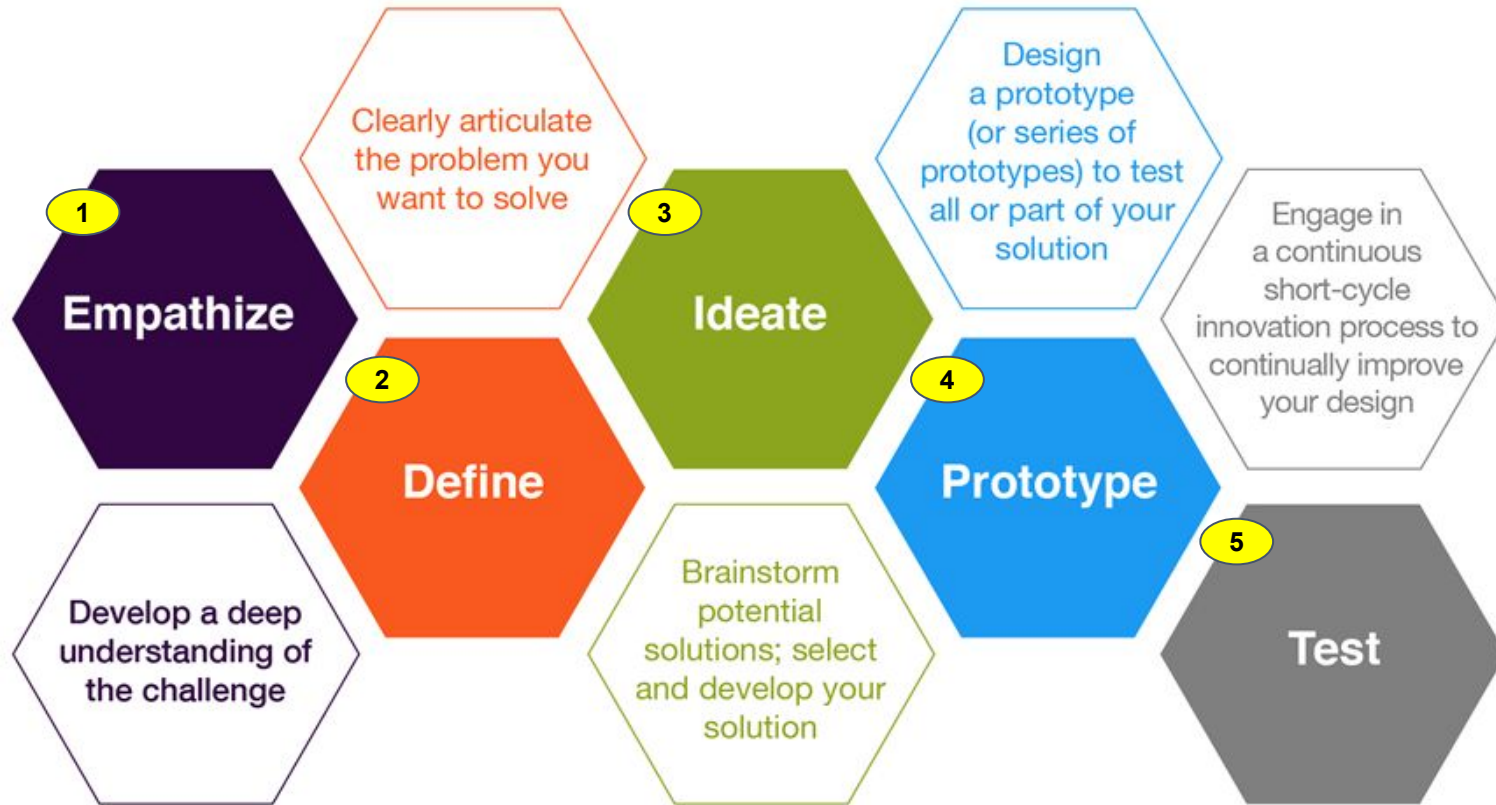 1
Empathize
Develop a deep
understanding of
the challenge
2
Define
Clearly articulate
the problem you
want to solve
3
Ideate
Brainstorm
potential
solutions; select
and develop your
solution
4
Prototype
Design
a prototype
(or series of
prototypes) to test
all or part of your
solution
5
Test
Engage in
a continuous
short-cycle
innovation process to
continually improve
your design